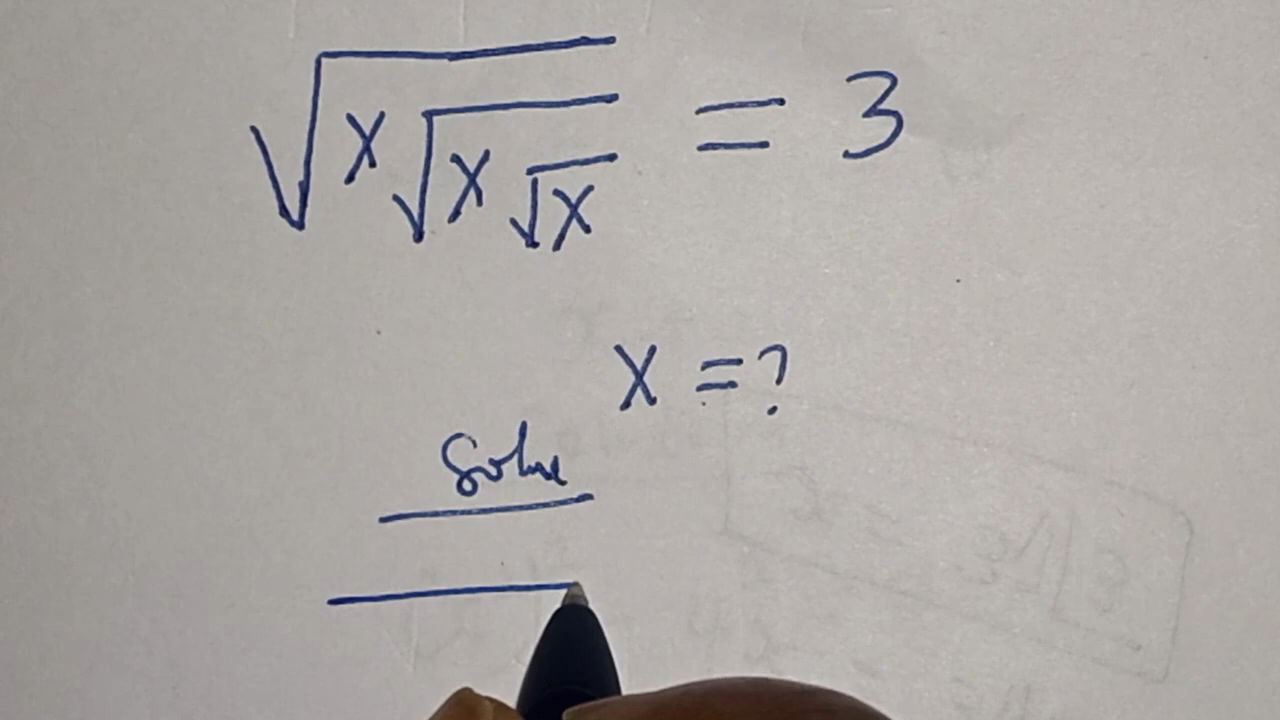 √(x√(x√x)) = 3
x = ?
Solve